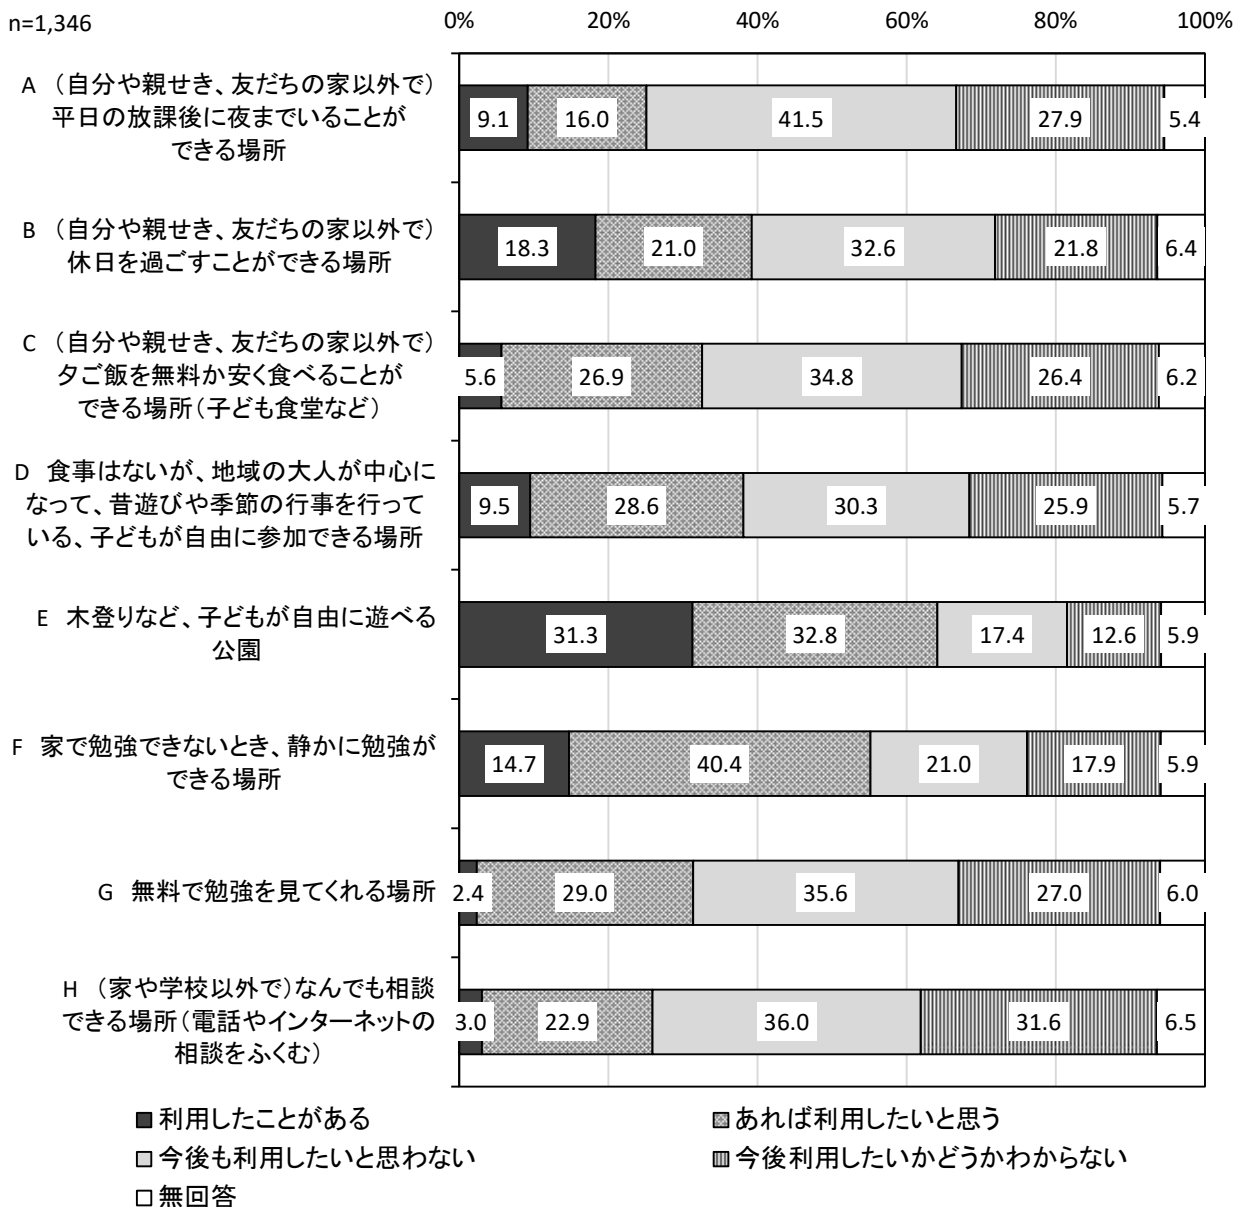 n=1,346
0% 20% 40% 60% 80% 100%
A （自分や親せき、友だちの家以外で）
平日の放課後に夜までいることが
できる場所
9.1 16.0 41.5 27.9 5.4
B （自分や親せき、友だちの家以外で）
休日を過ごすことができる場所
18.3 21.0 32.6 21.8 6.4
C （自分や親せき、友だちの家以外で）
夕ご飯を無料か安く食べることが
できる場所（子ども食堂など）
5.6 26.9 34.8 26.4 6.2
D 食事はないが、地域の大人が中心に
なって、昔遊びや季節の行事を行って
いる、子どもが自由に参加できる場所
9.5 28.6 30.3 25.9 5.7
E 木登りなど、子どもが自由に遊べる
公園
31.3 32.8 17.4 12.6 5.9
F 家で勉強できないとき、静かに勉強が
できる場所
14.7 40.4 21.0 17.9 5.9
G 無料で勉強を見てくれる場所
2.4 29.0 35.6 27.0 6.0
H （家や学校以外で）なんでも相談
できる場所（電話やインターネットの
相談をふくむ）
3.0 22.9 36.0 31.6 6.5
利用したことがある
あれば利用したいと思う
今後も利用したいと思わない
今後利用したいかどうかわからない
無回答